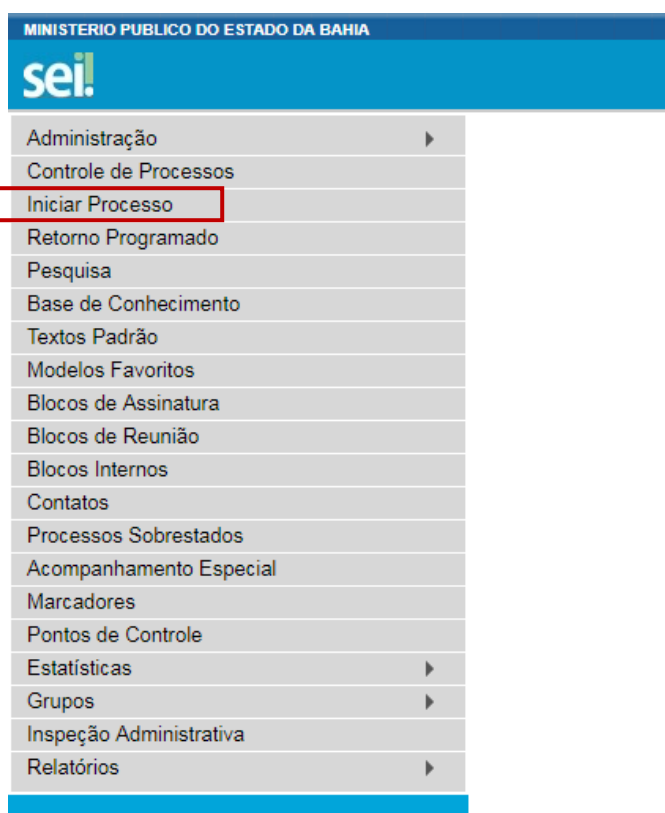 MINISTERIO PUBLICO DO ESTADO DA BAHIA
sei!
Administração
Controle de Processos
Iniciar Processo
Retorno Programado
Pesquisa
Base de Conhecimento
Textos Padrão
Modelos Favoritos
Blocos de Assinatura
Blocos de Reunião
Blocos Internos
Contatos
Processos Sobrestados
Acompanhamento Especial
Marcadores
Pontos de Controle
Estatísticas
Grupos
Inspeção Administrativa
Relatórios